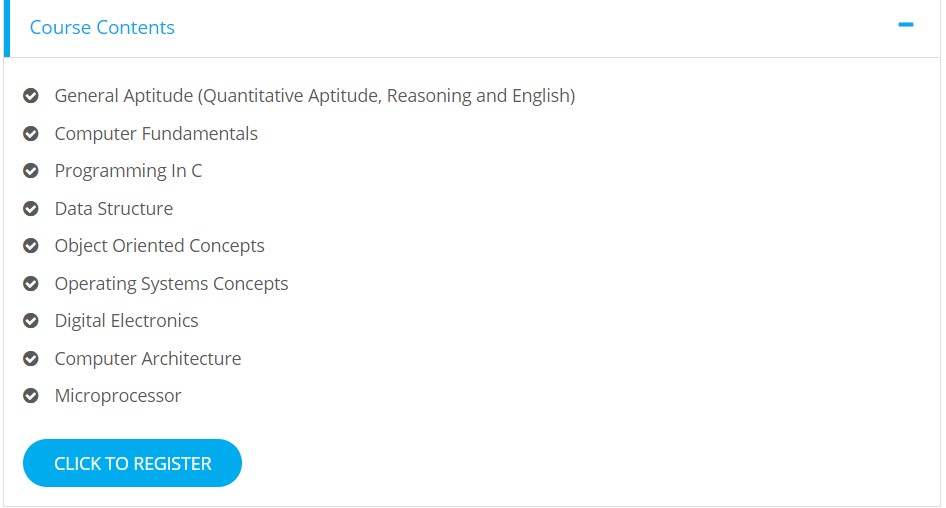 Course Contents
General Aptitude (Quantitative Aptitude, Reasoning and English)
Computer Fundamentals
Programming In C
Data Structure
Object Oriented Concepts
Operating Systems Concepts
Digital Electronics
Computer Architecture
Microprocessor
CLICK TO REGISTER